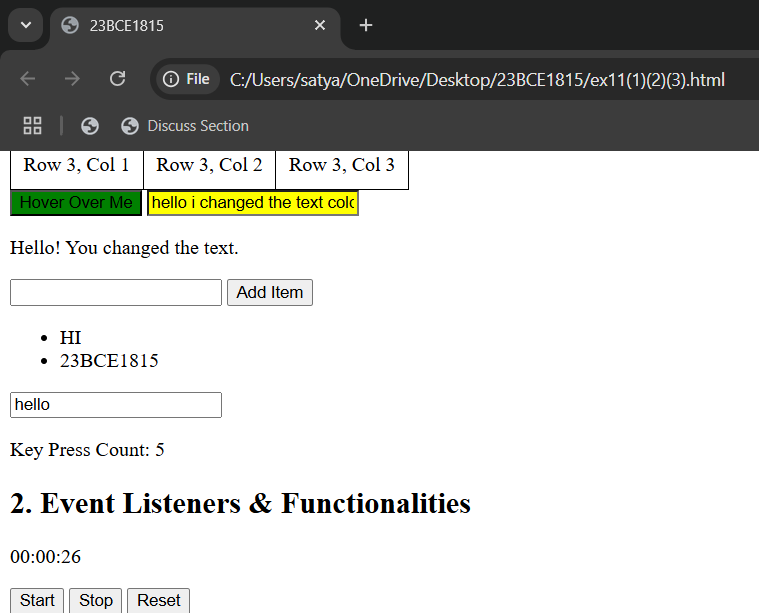 23BCE1815
File C:/Users/satya/OneDrive/Desktop/23BCE1815/ex11(1)(2)(3).html
Discuss Section
Row 3, Col 1 Row 3, Col 2 Row 3, Col 3
Hover Over Me hello i changed the text colo
Hello! You changed the text.
Add Item
HI
23BCE1815
hello
Key Press Count: 5
2. Event Listeners & Functionalities
00:00:26
Start Stop Reset